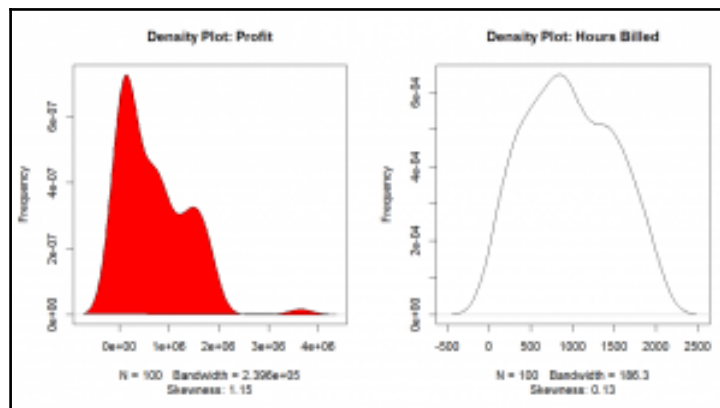 Density Plot: Profit
Frequency
0e+00 2e-07 4e-07 6e-07
0e+00 1e+06 2e+06 3e+06 4e+06
N = 100 Bandwidth = 2.396e+05
Skewness: 1.15
Density Plot: Hours Billed
Frequency
0e+00 2e-04 4e-04 6e-04
-500 0 500 1000 1500 2000 2500
N = 100 Bandwidth = 186.3
Skewness: 0.13